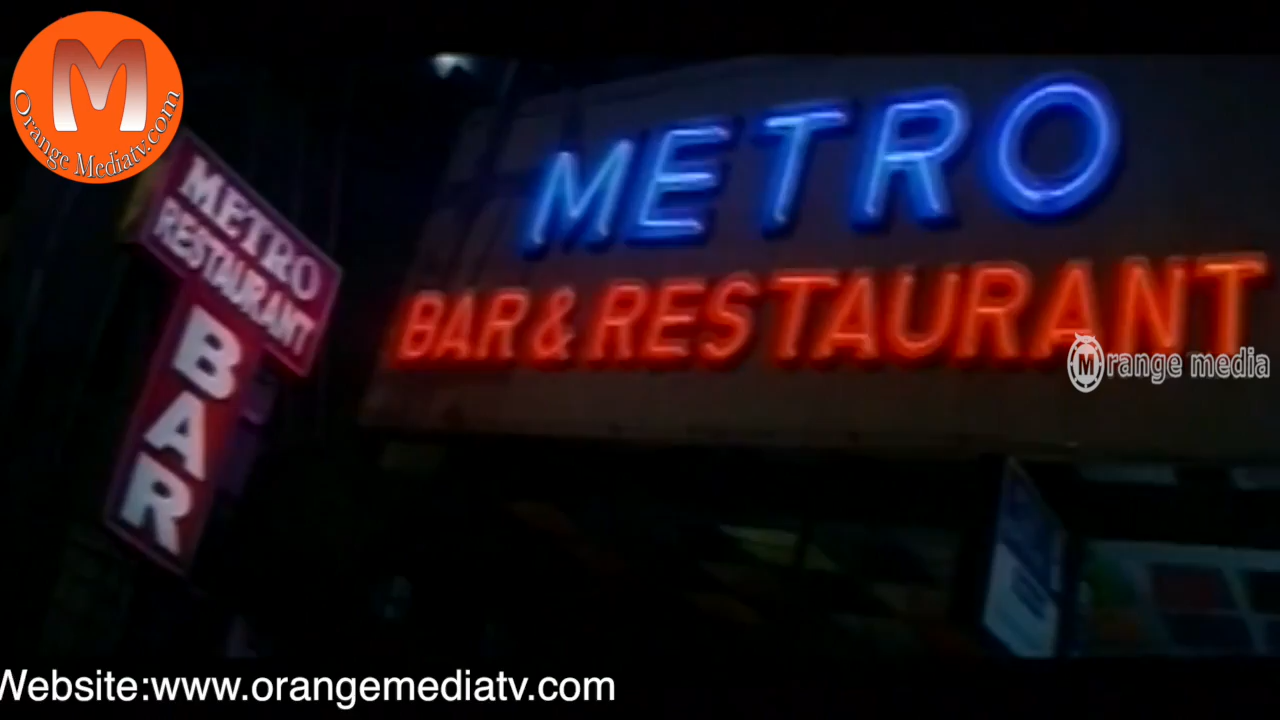 M
Orange Mediatv.com
METRO
RESTAURANT
BAR
METRO
BAR & RESTAURANT
M
Orange media
Website:www.orangemediatv.com